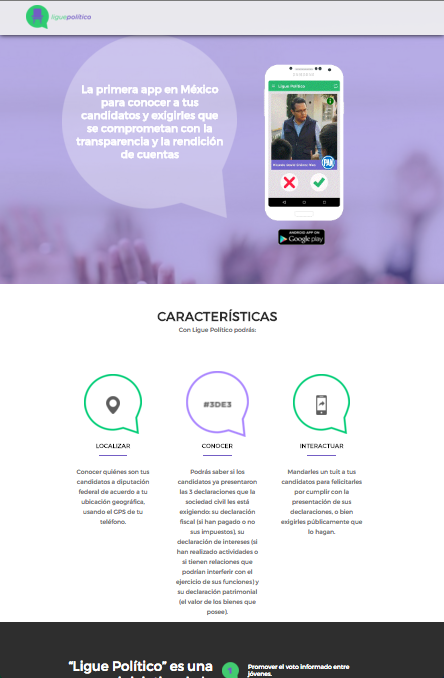 liguepolítico
La primera app en México
para conocer a tus
candidatos y exigirles que
se comprometan con la
transparencia y la rendición
de cuentas
SAMSUNG
Ligue Político
PAN
ANDROID APP ON
Google play
CARACTERÍSTICAS
Con Ligue Político podrás:
#3DE3
LOCALIZAR
CONOCER
INTERACTUAR
Conocer quiénes son tus
candidatos a diputación
federal de acuerdo a tu
ubicación geográfica,
usando el GPS de tu
teléfono.
Podrás saber si los
candidatos ya presentaron
las 3 declaraciones que la
sociedad civil les está
exigiendo: su declaración
fiscal (si han pagado o no
sus impuestos), su
declaración de intereses (si
han realizado actividades o
si tienen relaciones que
podrían interferir con el
ejercicio de sus funciones) y
su declaración patrimonial
(el valor de los bienes que
posee).
Mandarles un tuit a tus
candidatos para felicitarlos
por cumplir con la
presentación de sus
declaraciones, o bien
exigirles públicamente que
lo hagan.
“Ligue Político” es una
1
Promover el voto informado entre
jóvenes.